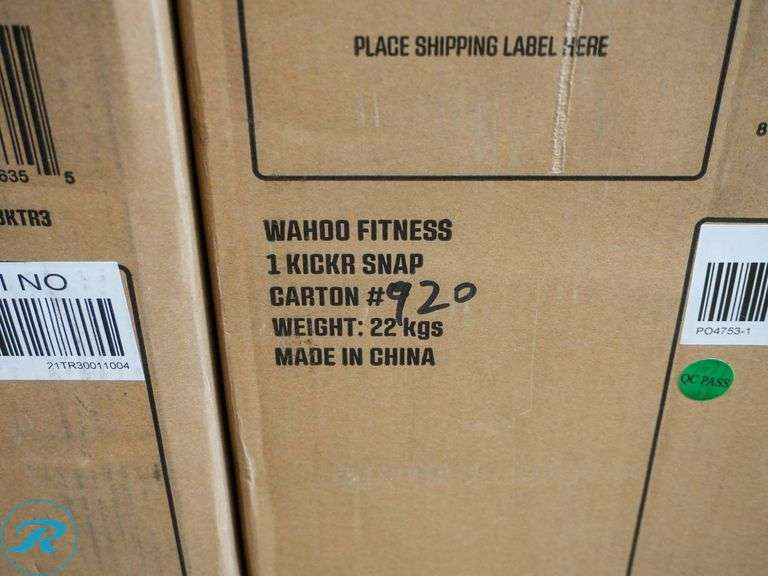 PLACE SHIPPING LABEL HERE
8
635 5
WAHOO FITNESS
1 KICKR SNAP
CARTON #920
WEIGHT: 22 kgs
MADE IN CHINA
KTR3
NO
21TR30011004
PO4753-1
QC PASS
R